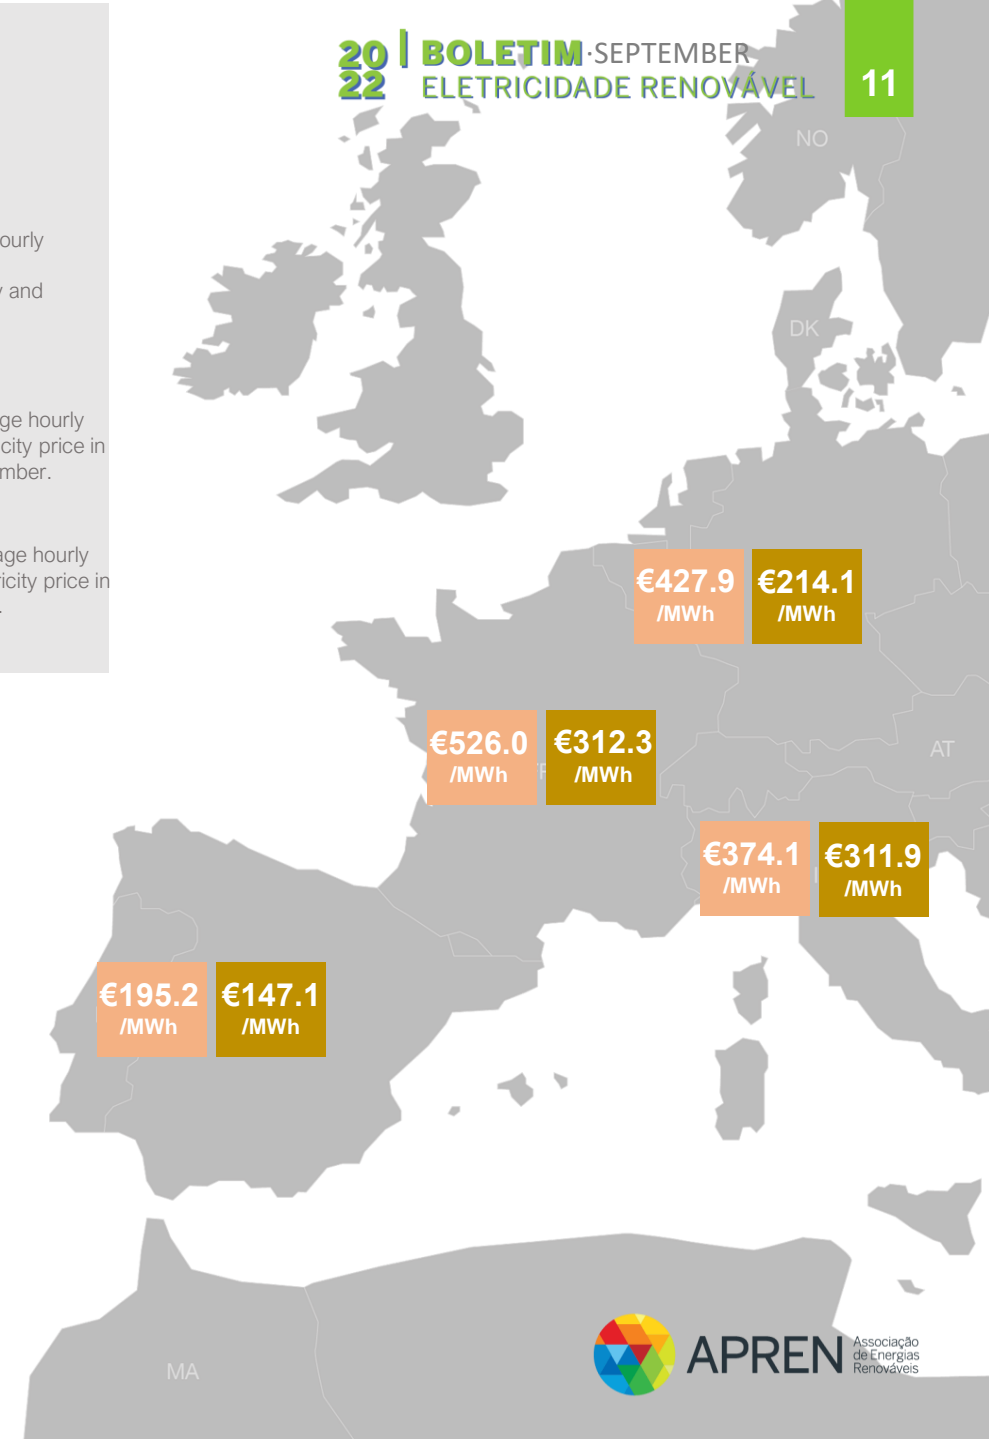 20 | BOLETIM·SEPTEMBER
22 ELETRICIDADE RENOVÁVEL
11
NO
ourly
y and
DK
ge hourly
city price in
mber.
age hourly
icity price in
.
€427.9
/MWh
€214.1
/MWh
€526.0
/MWh
€312.3
/MWh
AT
€374.1
/MWh
€311.9
/MWh
€195.2
/MWh
€147.1
/MWh
MA
APREN
Associação
de Energias
Renováveis